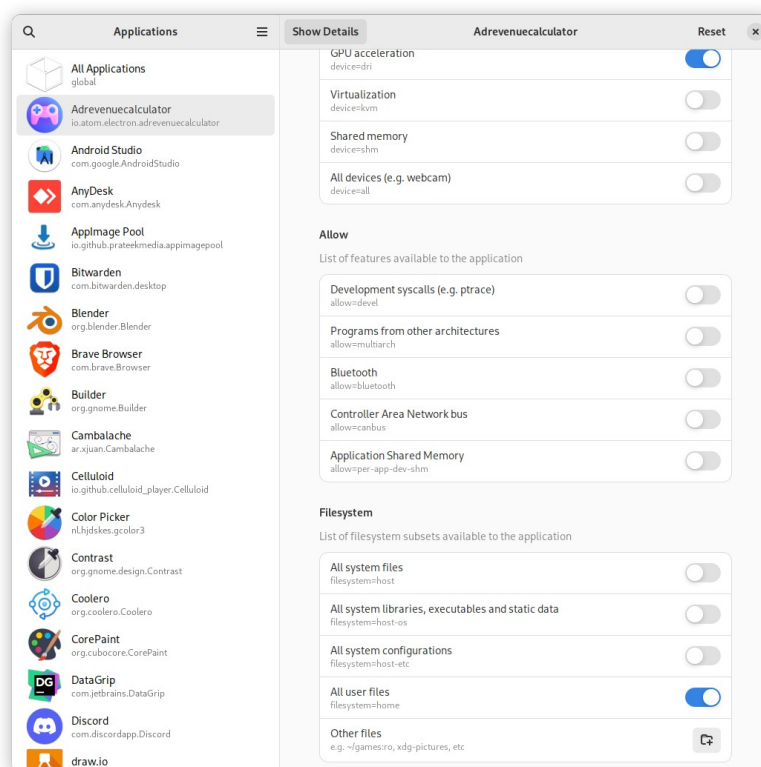 Applications
Show Details
Adrevenuecalculator
Reset
All Applications
global
Adrevenuecalculator
io.atom.electron.adrevenuecalculator
Android Studio
com.google.AndroidStudio
AnyDesk
com.anydesk.Anydesk
AppImage Pool
io.github.prateekmedia.appimagepool
Bitwarden
com.bitwarden.desktop
Blender
org.blender.Blender
Brave Browser
com.brave.Browser
Builder
org.gnome.Builder
Cambalache
ar.xjuan.Cambalache
Celluloid
io.github.celluloid_player.Celluloid
Color Picker
nl.hjdskes.gcolor3
Contrast
org.gnome.design.Contrast
Coolero
org.coolero.Coolero
CorePaint
org.cubocore.CorePaint
DG
DataGrip
com.jetbrains.DataGrip
Discord
com.discordapp.Discord
draw.io
GPU acceleration
device=dri
Virtualization
device=kvm
Shared memory
device=shm
All devices (e.g. webcam)
device=all
Allow
List of features available to the application
Development syscalls (e.g. ptrace)
allow=devel
Programs from other architectures
allow=multiarch
Bluetooth
allow=bluetooth
Controller Area Network bus
allow=canbus
Application Shared Memory
allow=per-app-dev-shm
Filesystem
List of filesystem subsets available to the application
All system files
filesystem=host
All system libraries, executables and static data
filesystem=host-os
All system configurations
filesystem=host-etc
All user files
filesystem=home
Other files
e.g. ~/games:ro, xdg-pictures, etc